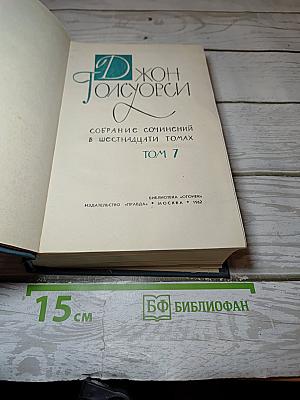 ДЖОН
ГОЛСУОРСИ
СОБРАНИЕ СОЧИНЕНИЙ
В ШЕСТНАДЦАТИ ТОМАХ
ТОМ 7
БИБЛИОТЕКА «ОГОНЕК»
ИЗДАТЕЛЬСТВО «ПРАВДА» • МОСКВА • 1962
15 см
БФ БИБЛИОФАН